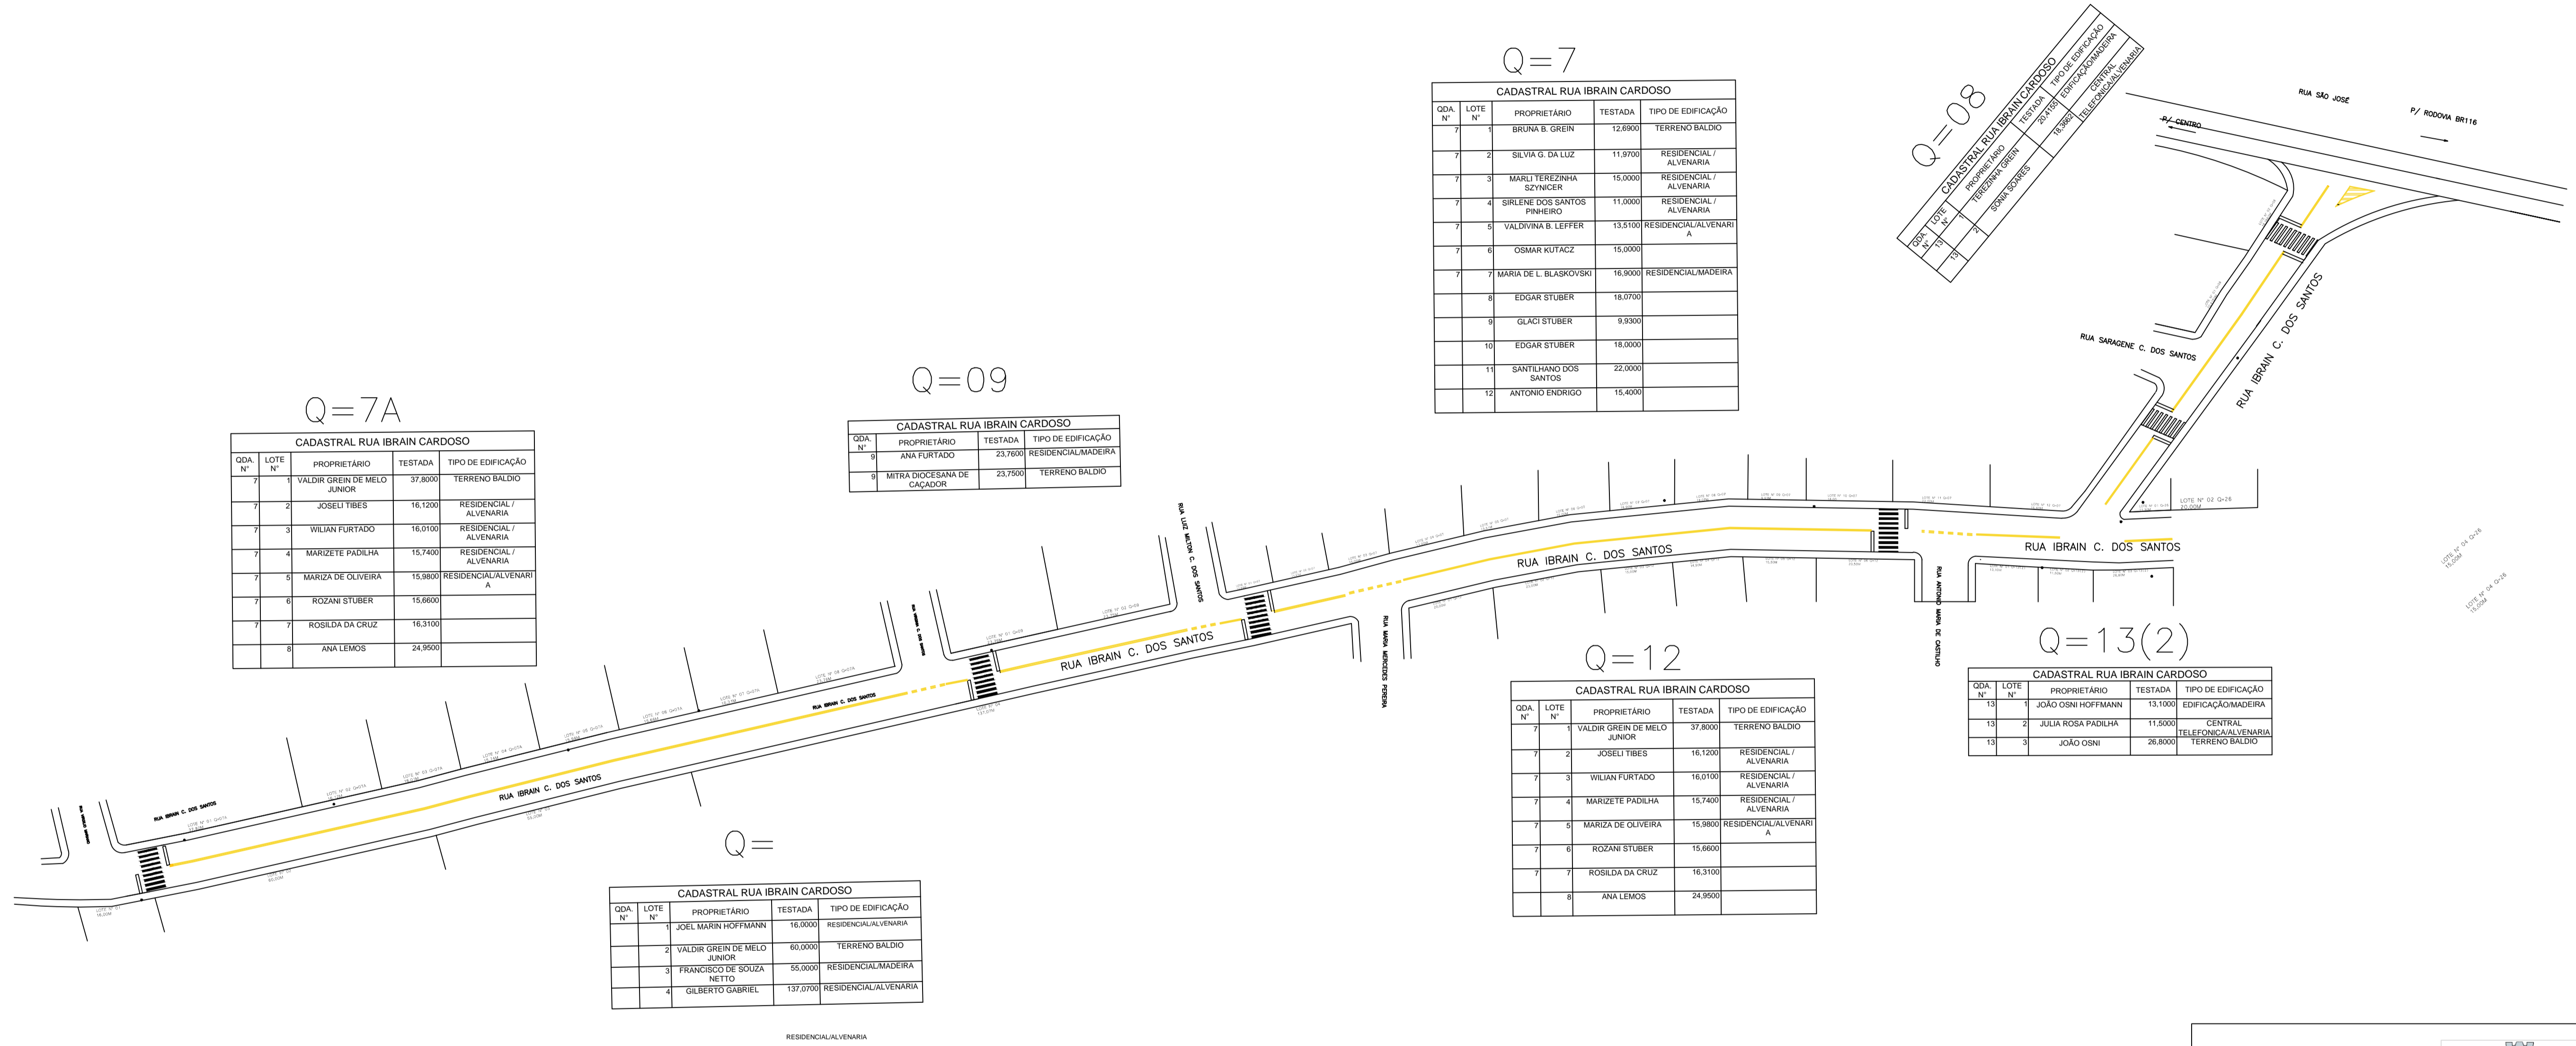 Q=7
CADASTRAL RUA IBRAIN CARDOSO
QDA. N° LOTE N° PROPRIETÁRIO TESTADA TIPO DE EDIFICAÇÃO
7 1 BRUNA B. GREIN 12,6900 TERRENO BALDIO
7 2 SILVIA G. DA LUZ 11,9700 RESIDENCIAL / ALVENARIA
7 3 MARLI TEREZINHA SZYNICER 15,0000 RESIDENCIAL / ALVENARIA
7 4 SIRLENE DOS SANTOS PINHEIRO 11,0000 RESIDENCIAL / ALVENARIA
7 5 VALDIVINA B. LEFFER 13,5100 RESIDENCIAL/ALVENARI A
7 6 OSMAR KUTACZ 15,0000
7 7 MARIA DE L. BLASKOVSKI 16,9000 RESIDENCIAL/MADEIRA
8 EDGAR STUBER 18,0700
9 GLACI STUBER 9,9300
10 EDGAR STUBER 18,0000
11 SANTILHANO DOS SANTOS 22,0000
12 ANTONIO ENDRIGO 15,4000
Q=08
CADASTRAL RUA IBRAIN CARDOSO
QDA. N° LOTE N° PROPRIETÁRIO TESTADA TIPO DE EDIFICAÇÃO
13 1 TEREZINHA GREIN 20,4155 EDIFICAÇÃO/MADEIRA
13 2 SONIA SOARES 18,3662 CENTRAL TELEFONICA/ALVENARIA
RUA SÃO JOSÉ
P/ CENTRO
P/ RODOVIA BR116
RUA SARAGENE C. DOS SANTOS
RUA IBRAIN C. DOS SANTOS
Q=09
CADASTRAL RUA IBRAIN CARDOSO
QDA. N° PROPRIETÁRIO TESTADA TIPO DE EDIFICAÇÃO
9 ANA FURTADO 23,7600 RESIDENCIAL/MADEIRA
9 MITRA DIOCESANA DE CAÇADOR 23,7500 TERRENO BALDIO
Q=7A
CADASTRAL RUA IBRAIN CARDOSO
QDA. N° LOTE N° PROPRIETÁRIO TESTADA TIPO DE EDIFICAÇÃO
7 1 VALDIR GREIN DE MELO JUNIOR 37,8000 TERRENO BALDIO
7 2 JOSELI TIBES 16,1200 RESIDENCIAL / ALVENARIA
7 3 WILIAN FURTADO 16,0100 RESIDENCIAL / ALVENARIA
7 4 MARIZETE PADILHA 15,7400 RESIDENCIAL / ALVENARIA
7 5 MARIZA DE OLIVEIRA 15,9800 RESIDENCIAL/ALVENARI A
7 6 ROZANI STUBER 15,6600
7 7 ROSILDA DA CRUZ 16,3100
8 ANA LEMOS 24,9500
LOTE N° 02 Q=26
20,00M
LOTE N° 04 Q=26
15,00M
LOTE N° 04 Q=26
15,00M
RUA LUIZ MILTON C. DOS SANTOS
RUA IBRAIN C. DOS SANTOS
RUA IBRAIN C. DOS SANTOS
RUA IBRAIN C. DOS SANTOS
RUA MARIA MERCEDES PEREIRA
RUA ANTONIO MARIA DE CASTILHO
RUA IBRAIN C. DOS SANTOS
RUA IBRAIN C. DOS SANTOS
RUA IBRAIN C. DOS SANTOS
Q=12
CADASTRAL RUA IBRAIN CARDOSO
QDA. N° LOTE N° PROPRIETÁRIO TESTADA TIPO DE EDIFICAÇÃO
7 1 VALDIR GREIN DE MELO JUNIOR 37,8000 TERRENO BALDIO
7 2 JOSELI TIBES 16,1200 RESIDENCIAL / ALVENARIA
7 3 WILIAN FURTADO 16,0100 RESIDENCIAL / ALVENARIA
7 4 MARIZETE PADILHA 15,7400 RESIDENCIAL / ALVENARIA
7 5 MARIZA DE OLIVEIRA 15,9800 RESIDENCIAL/ALVENARI A
7 6 ROZANI STUBER 15,6600
7 7 ROSILDA DA CRUZ 16,3100
8 ANA LEMOS 24,9500
Q=13(2)
CADASTRAL RUA IBRAIN CARDOSO
QDA. N° LOTE N° PROPRIETÁRIO TESTADA TIPO DE EDIFICAÇÃO
13 1 JOÃO OSNI HOFFMANN 13,1000 EDIFICAÇÃO/MADEIRA
13 2 JULIA ROSA PADILHA 11,5000 CENTRAL TELEFONICA/ALVENARIA
13 3 JOÃO OSNI 26,8000 TERRENO BALDIO
Q=
CADASTRAL RUA IBRAIN CARDOSO
QDA. N° LOTE N° PROPRIETÁRIO TESTADA TIPO DE EDIFICAÇÃO
1 JOEL MARIN HOFFMANN 16,0000 RESIDENCIAL/ALVENARIA
2 VALDIR GREIN DE MELO JUNIOR 60,0000 TERRENO BALDIO
3 FRANCISCO DE SOUZA NETTO 55,0000 RESIDENCIAL/MADEIRA
4 GILBERTO GABRIEL 137,0700 RESIDENCIAL/ALVENARIA
RESIDENCIAL/ALVENARIA